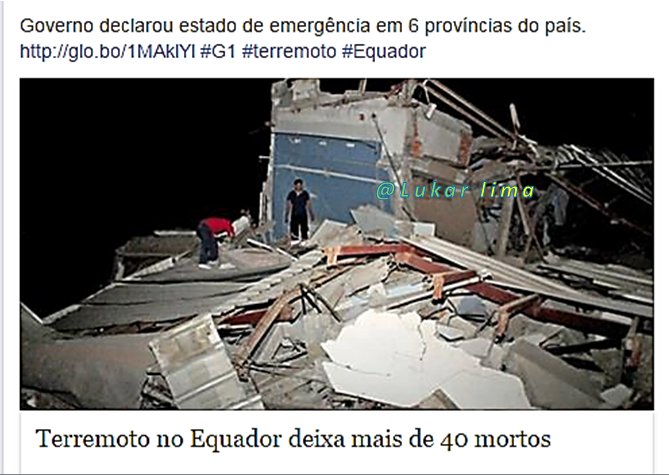 Governo declarou estado de emergência em 6 províncias do país.
http://glo.bo/1MAklYl #G1 #terremoto #Equador
@Lukar lima
Terremoto no Equador deixa mais de 40 mortos